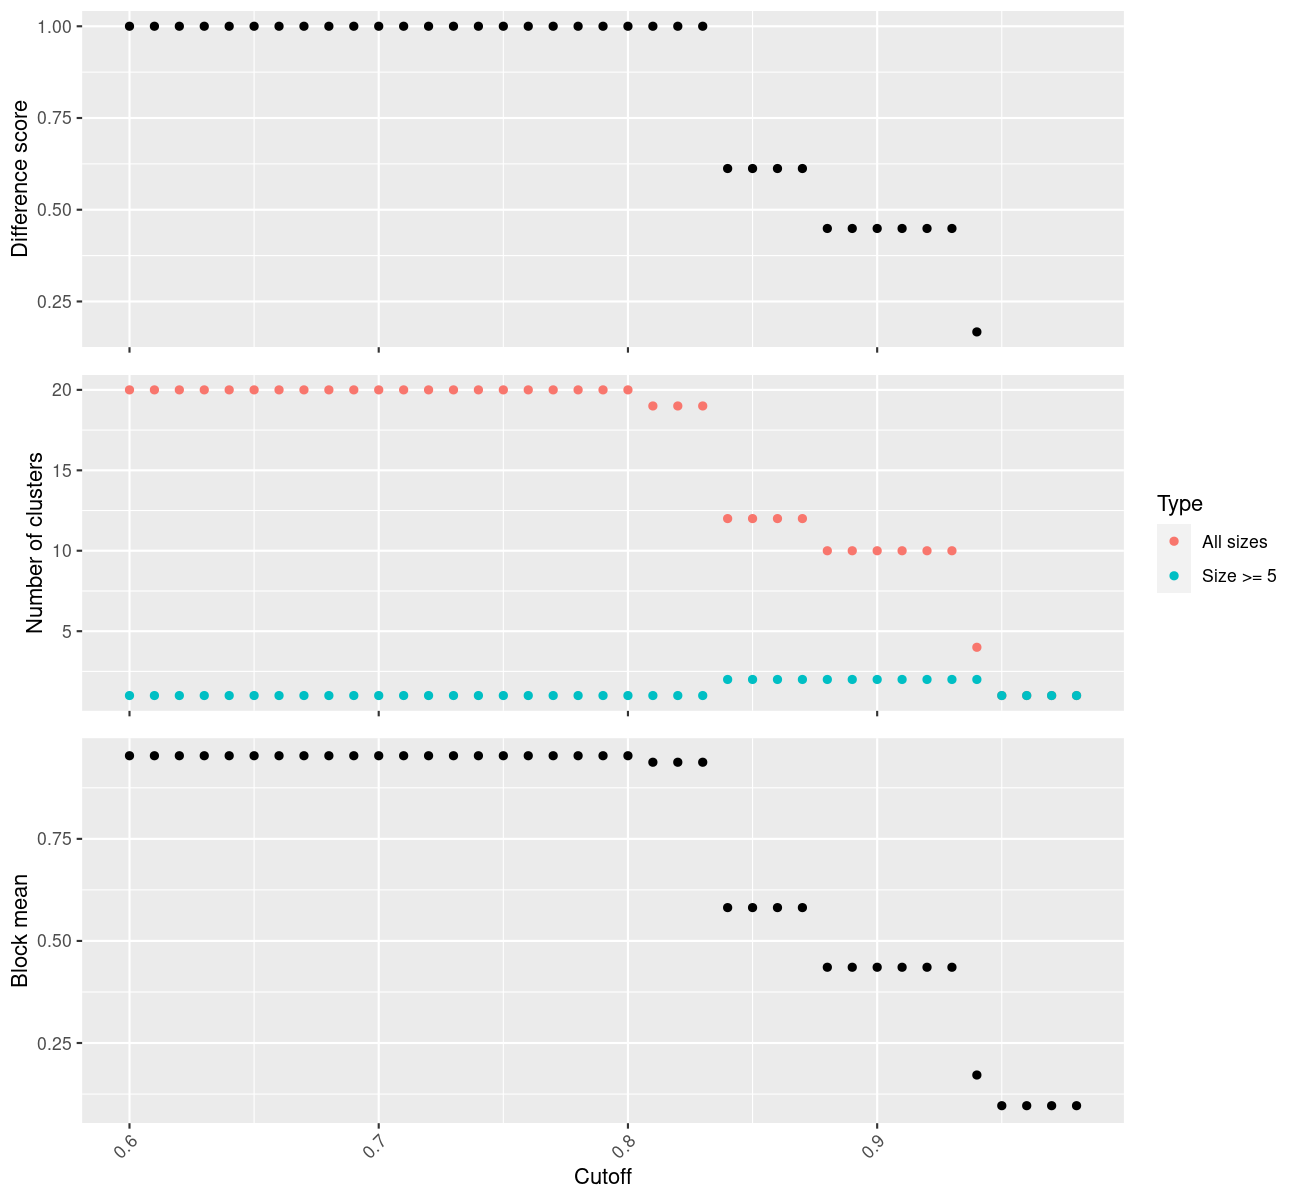 1.00
0.75
0.50
0.25
Difference score
20
15
10
5
Number of clusters
Type
All sizes
Size >= 5
0.75
0.50
0.25
Block mean
0.6
0.7
0.8
0.9
Cutoff